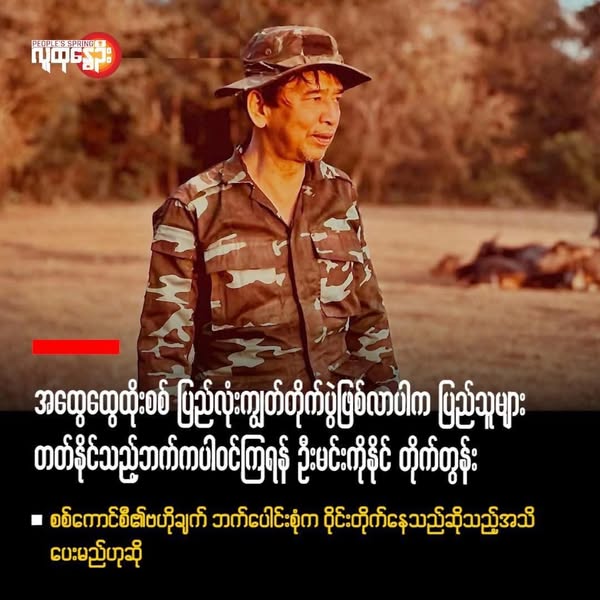 PEOPLE'S SPRING
လူထုနွေဦး
အထွေထွေထိုးစစ် ပြည်လုံးကျွတ်တိုက်ပွဲဖြစ်လာပါက ပြည်သူများ
တတ်နိုင်သည့်ဘက်ကပါဝင်ကြရန် ဦးမင်းကိုနိုင် တိုက်တွန်း
စစ်ကောင်စီ၏ဗဟိုချက် ဘက်ပေါင်းစုံက ဝိုင်းတိုက်နေသည်ဆိုသည့်အသိ
ပေးမည်ဟုဆို